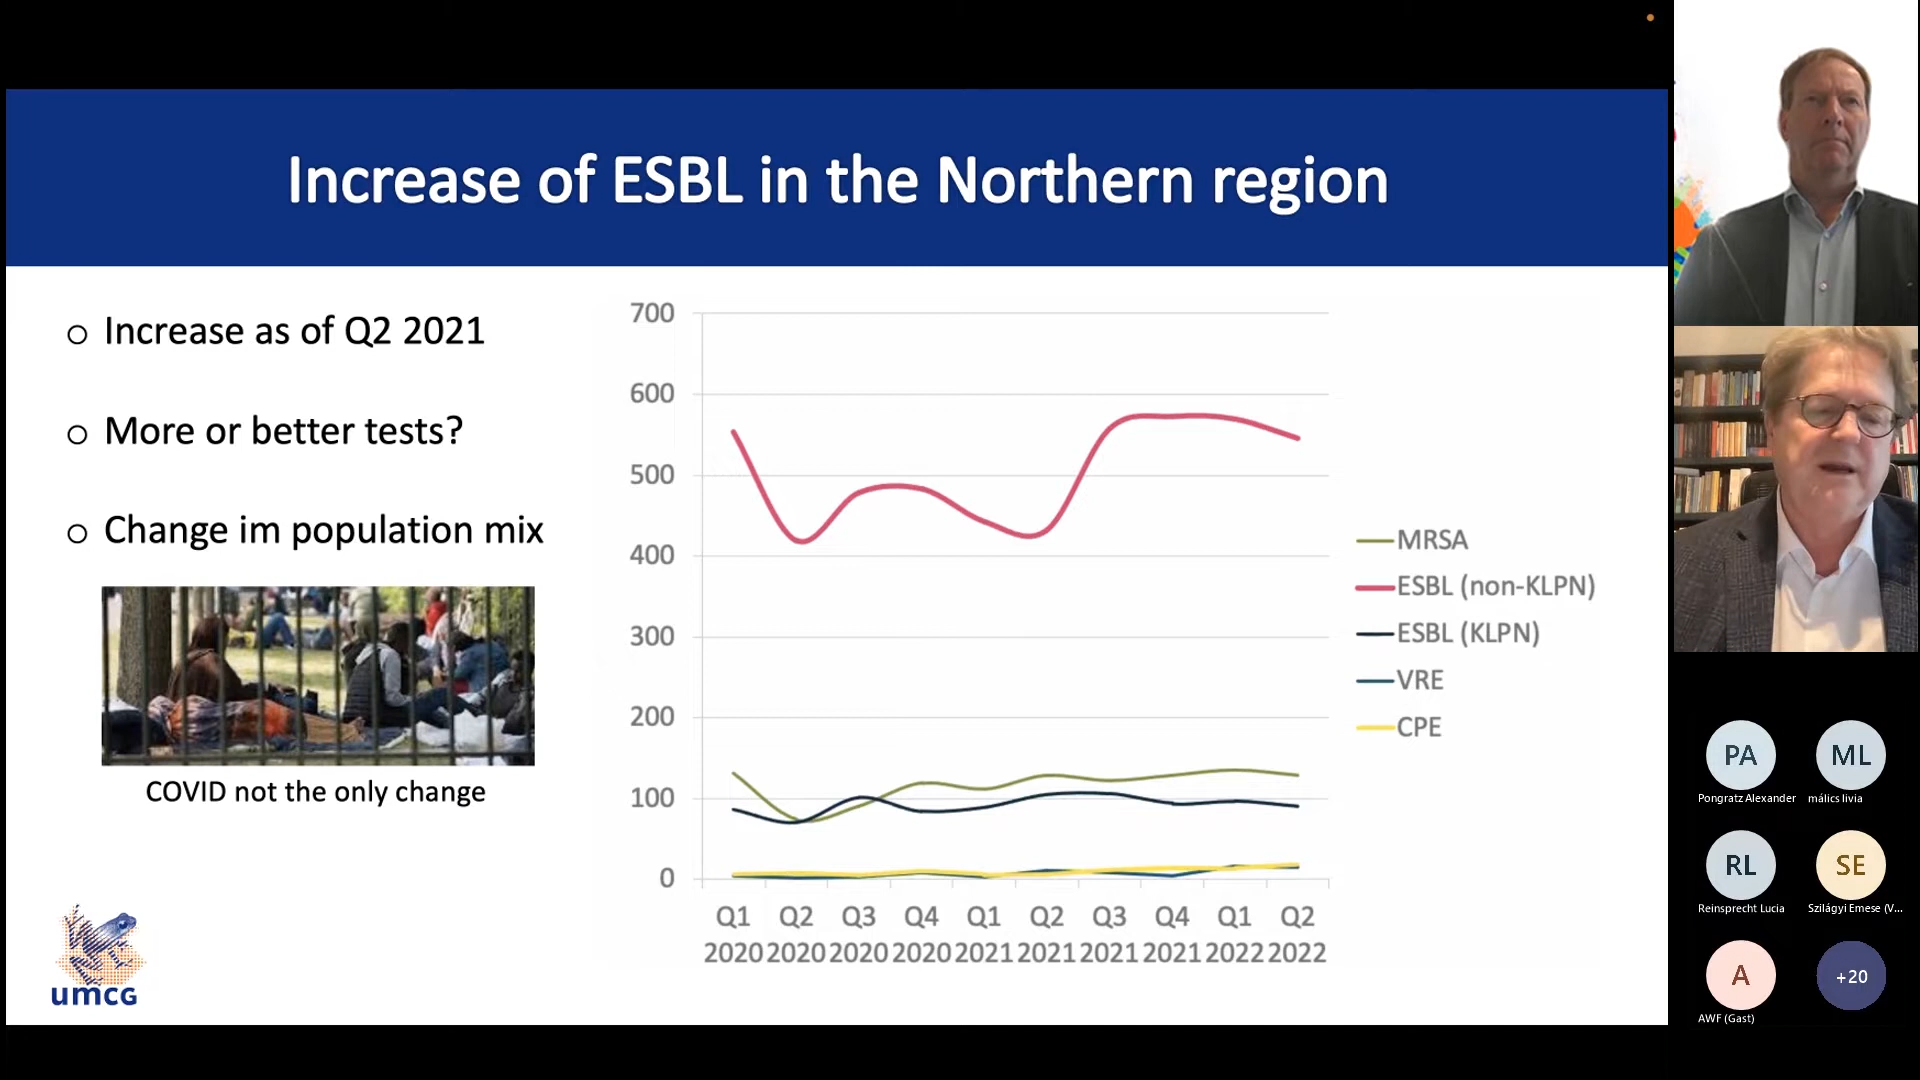 Increase of ESBL in the Northern region
o Increase as of Q2 2021
o More or better tests?
o Change im population mix
COVID not the only change
umcg
700
600
500
400
300
200
100
0
Q1 Q2 Q3 Q4 Q1 Q2 Q3 Q4 Q1 Q2
2020 2020 2020 2020 2021 2021 2021 2021 2022 2022
MRSA
ESBL (non-KLPN)
ESBL (KLPN)
VRE
CPE
PA
Pongratz Alexander
ML
málics lívia
RL
Reinsprecht Lucia
SE
Szilágyi Emese (V...
A
AWF (Gast)
+20